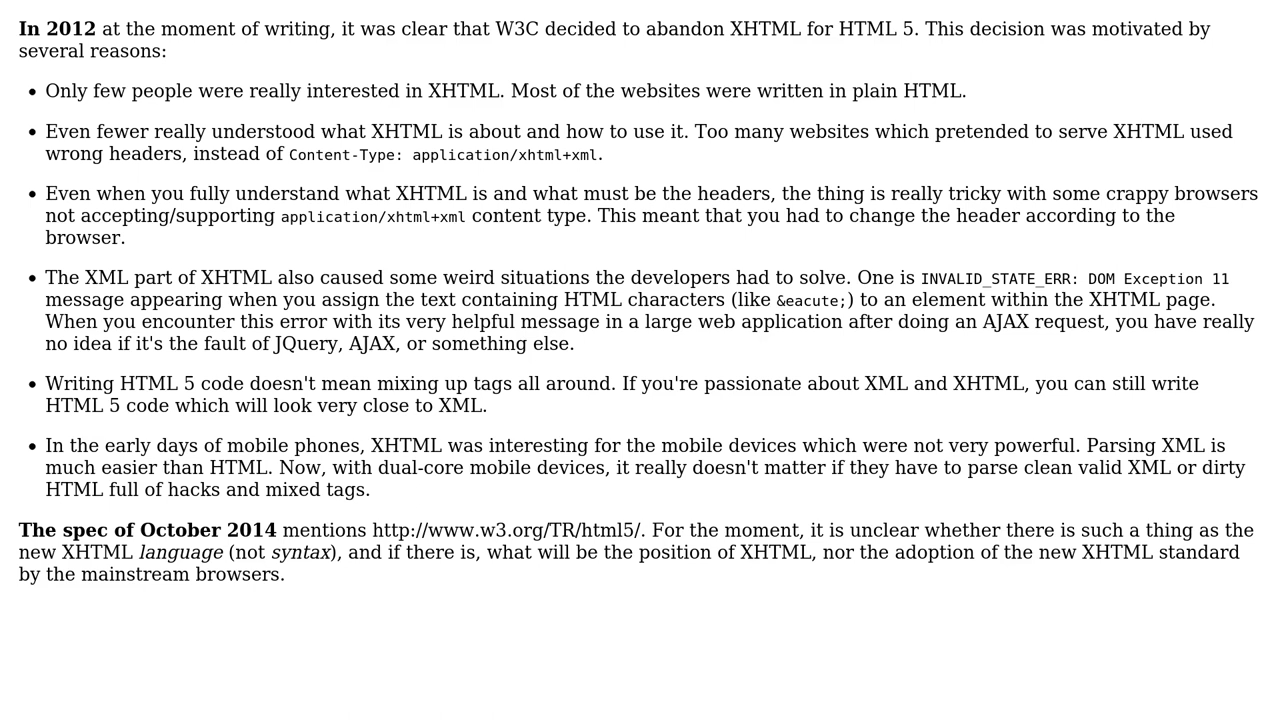 In 2012 at the moment of writing, it was clear that W3C decided to abandon XHTML for HTML 5. This decision was motivated by
several reasons:
• Only few people were really interested in XHTML. Most of the websites were written in plain HTML.
• Even fewer really understood what XHTML is about and how to use it. Too many websites which pretended to serve XHTML used
wrong headers, instead of Content-Type: application/xhtml+xml.
• Even when you fully understand what XHTML is and what must be the headers, the thing is really tricky with some crappy browsers
not accepting/supporting application/xhtml+xml content type. This meant that you had to change the header according to the
browser.
• The XML part of XHTML also caused some weird situations the developers had to solve. One is INVALID_STATE_ERR: DOM Exception 11
message appearing when you assign the text containing HTML characters (like &eacute;) to an element within the XHTML page.
When you encounter this error with its very helpful message in a large web application after doing an AJAX request, you have really
no idea if it's the fault of JQuery, AJAX, or something else.
• Writing HTML 5 code doesn't mean mixing up tags all around. If you're passionate about XML and XHTML, you can still write
HTML 5 code which will look very close to XML.
• In the early days of mobile phones, XHTML was interesting for the mobile devices which were not very powerful. Parsing XML is
much easier than HTML. Now, with dual-core mobile devices, it really doesn't matter if they have to parse clean valid XML or dirty
HTML full of hacks and mixed tags.
The spec of October 2014 mentions http://www.w3.org/TR/html5/. For the moment, it is unclear whether there is such a thing as the
new XHTML language (not syntax), and if there is, what will be the position of XHTML, nor the adoption of the new XHTML standard
by the mainstream browsers.